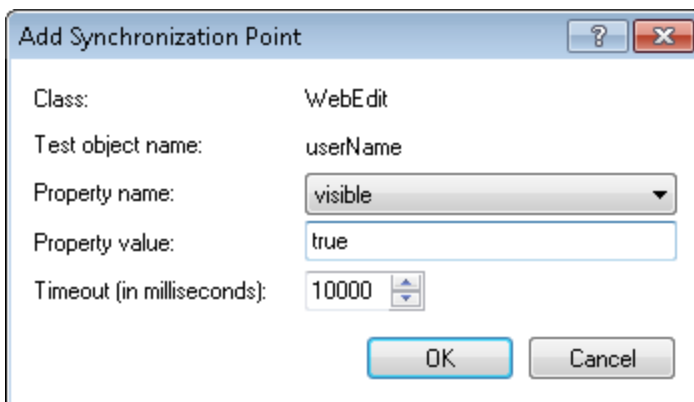 Add Synchronization Point
Class: WebEdit
Test object name: userName
Property name: visible
Property value: true
Timeout (in milliseconds): 10000
OK Cancel